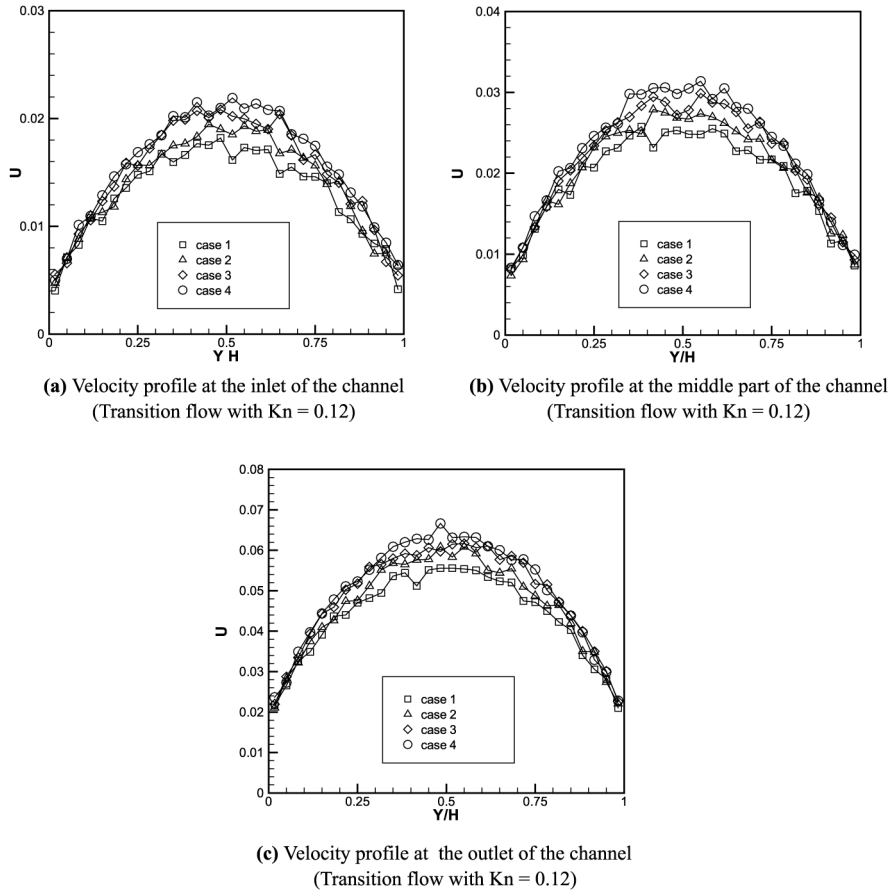 0.03
0.02
0.01
0
U
case 1
case 2
case 3
case 4
0 0.25 0.5 0.75 1
Y H
(a) Velocity profile at the inlet of the channel
(Transition flow with Kn = 0.12)
0.04
0.03
0.02
0.01
0
U
case 1
case 2
case 3
case 4
0 0.25 0.5 0.75 1
Y/H
(b) Velocity profile at the middle part of the channel
(Transition flow with Kn = 0.12)
0.08
0.07
0.06
0.05
0.04
0.03
0.02
0.01
0
U
case 1
case 2
case 3
case 4
0 0.25 0.5 0.75 1
Y/H
(c) Velocity profile at the outlet of the channel
(Transition flow with Kn = 0.12)